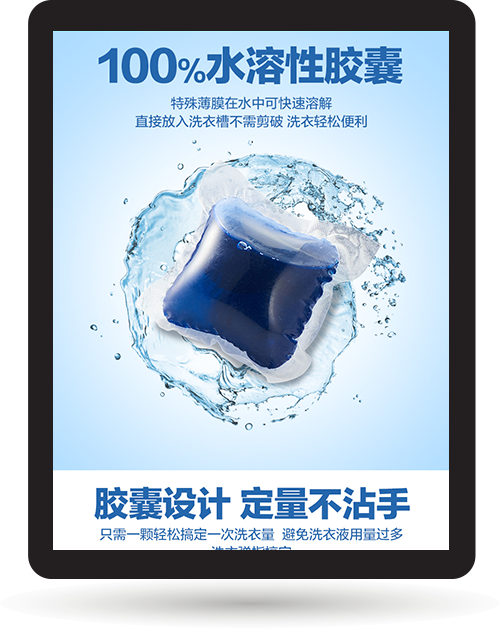 100%水溶性胶囊
特殊薄膜在水中可快速溶解
直接放入洗衣槽不需剪破 洗衣轻松便利
胶囊设计 定量不沾手
只需一颗轻松搞定一次洗衣量 避免洗衣液用量过多